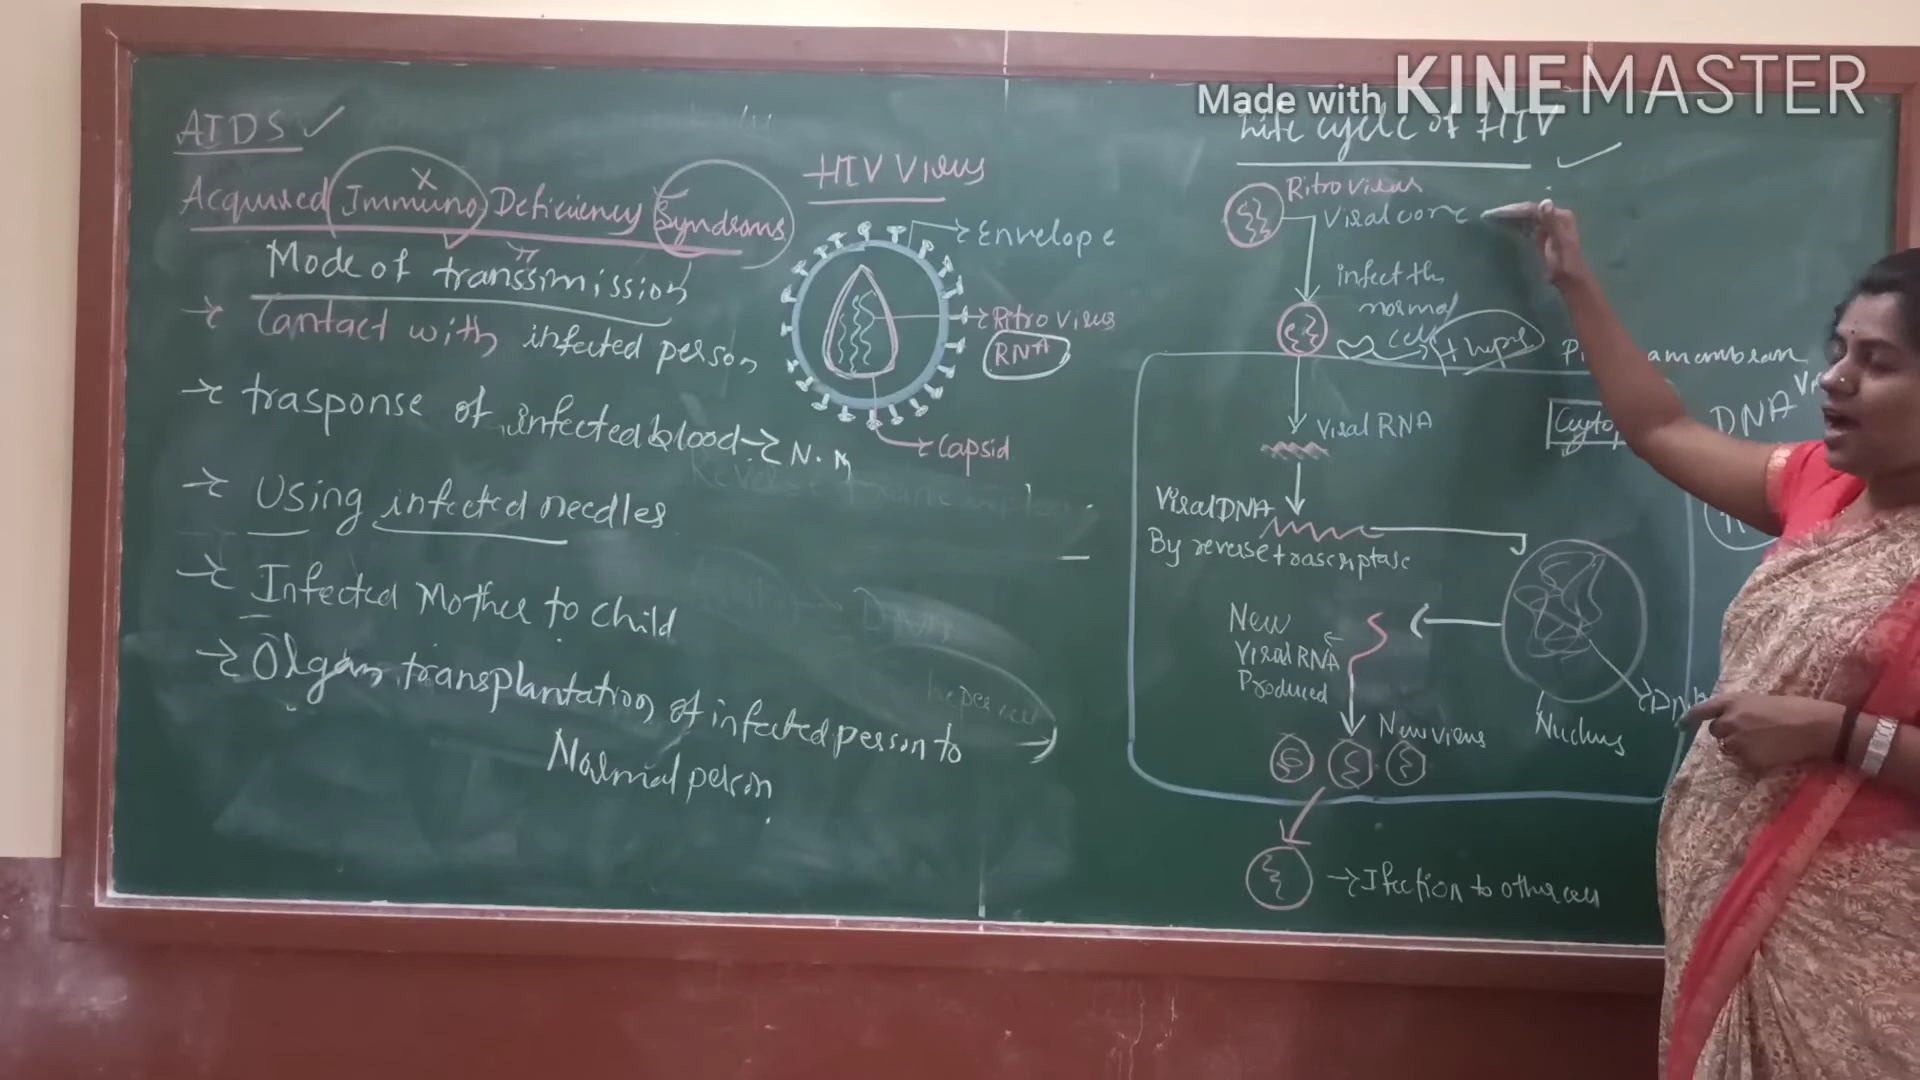 Made with KINEMASTER
AIDS
Acquired Immuno Deficiency Syndroms
Mode of transsimission
Contact with infected person
trasponse of infected blood → N. M
Using infected needles
Infected Mother to child
Organ transplantation of infected person to
Normal person
HIV Virus
Envelope
Ritro virus
RNA
Capsid
Life cycle of HIV
Ritro virus
Viral core
infect the
normal
cell
Viral RNA
Viral DNA
By reverse trascriptase
New
Viral RNA
Produced
New virus
Nucleus
DNA
Ifection to other cell